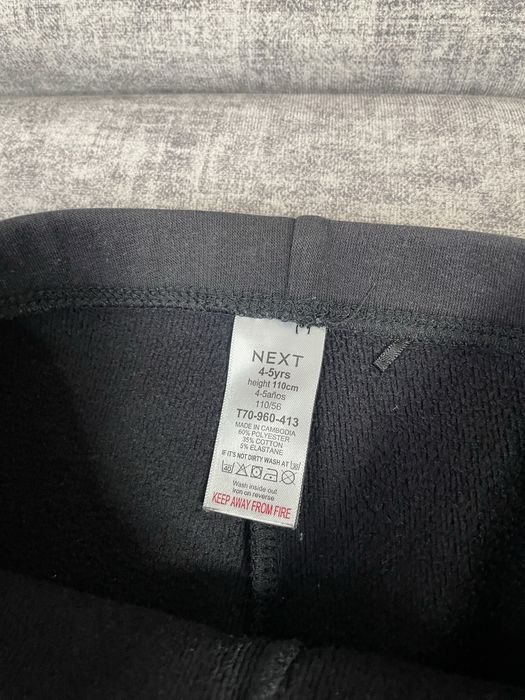 NEXT
4-5yrs
height 110cm
4-5años
110/56
T70-960-413
MADE IN CAMBODIA
60% POLYESTER
35% COTTON
5% ELASTANE
IF IT'S NOT DIRTY WASH AT 30
40
Wash inside out
Iron on reverse
KEEP AWAY FROM FIRE